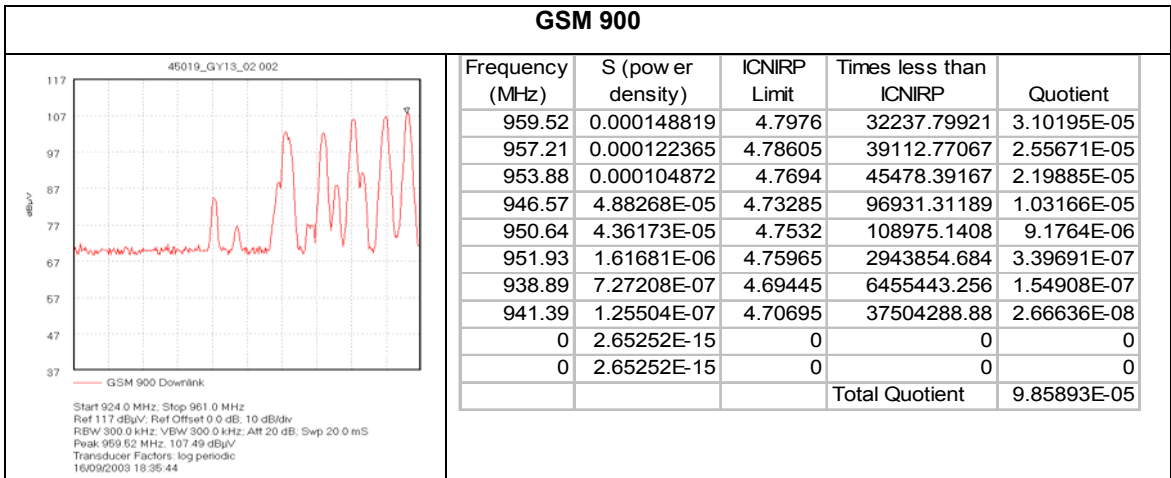 GSM 900
45019_GY13_02 002
117
107
97
87
77
67
57
47
37
dBµV
GSM 900 Downlink
Start 924.0 MHz; Stop 961.0 MHz
Ref 117 dBµV; Ref Offset 0.0 dB; 10 dB/div
RBW 300.0 kHz; VBW 300.0 kHz; Att 20 dB; Swp 20.0 mS
Peak 959.52 MHz, 107.49 dBµV
Transducer Factors: log periodic
16/09/2003 18:35:44
Frequency (MHz) S (power density) ICNIRP Limit Times less than ICNIRP Quotient
959.52 0.000148819 4.7976 32237.79921 3.10195E-05
957.21 0.000122365 4.78605 39112.77067 2.55671E-05
953.88 0.000104872 4.7694 45478.39167 2.19885E-05
946.57 4.88268E-05 4.73285 96931.31189 1.03166E-05
950.64 4.36173E-05 4.7532 108975.1408 9.1764E-06
951.93 1.61681E-06 4.75965 2943854.684 3.39691E-07
938.89 7.27208E-07 4.69445 6455443.256 1.54908E-07
941.39 1.25504E-07 4.70695 37504288.88 2.66636E-08
0 2.65252E-15 0 0 0
0 2.65252E-15 0 0 0
Total Quotient 9.85893E-05